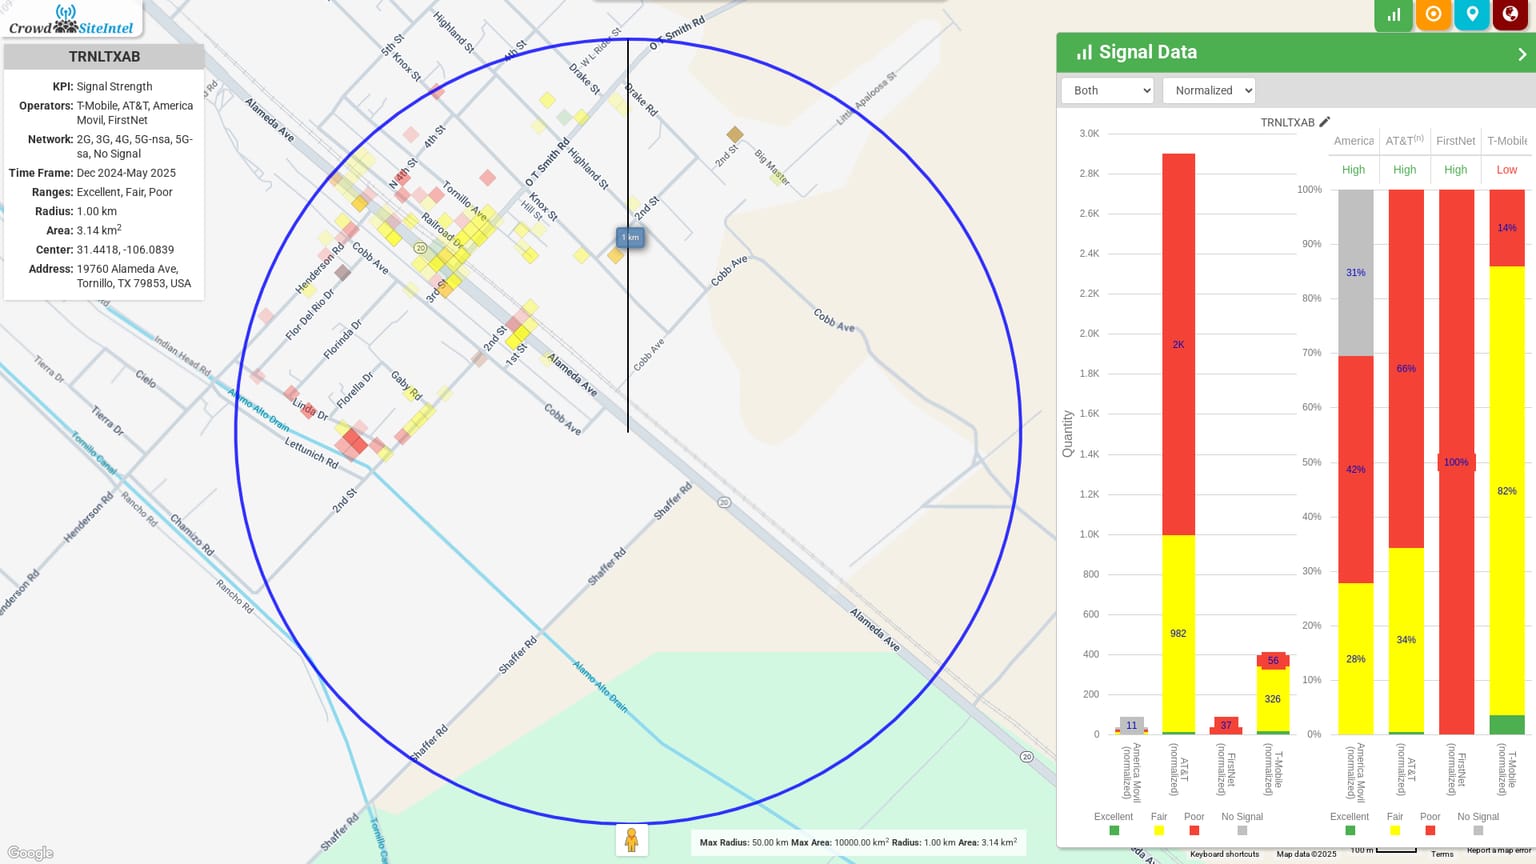 Crowd SiteIntel
TRNLTXAB
KPI: Signal Strength
Operators: T-Mobile, AT&T, America
Movil, FirstNet
Network: 2G, 3G, 4G, 5G-nsa, 5G-
sa, No Signal
Time Frame: Dec 2024-May 2025
Ranges: Excellent, Fair, Poor
Radius: 1.00 km
Area: 3.14 km²
Center: 31.4418, -106.0839
Address: 19760 Alameda Ave,
Tornillo, TX 79853, USA
5th St
Highland St
Knox St
4th St
W L Rider St
O T Smith Rd
Drake St
Drake Rd
Little Apaloosa St
Alameda Ave
4th St
N 4th St
O T Smith Rd
Highland St
2nd St
Big Master
Tornillo Ave
Knox St
Hill St
2nd St
Railroad Dr
20
1 km
Cobb Ave
Henderson Rd
3rd St
Cobb Ave
Flor Del Rio Dr
Cobb Ave
Florinda Dr
2nd St
1st St
Cobb Ave
Indian Head Rd
Tierra Dr
Cielo
Alameda Ave
Florella Dr
Gaby Rd
Alamo Alto Drain
Linda Dr
Cobb Ave
Tierra Dr
Lettunich Rd
Tornillo Canal
2nd St
Henderson Rd
Rancho Rd
Chamizo Rd
Shaffer Rd
20
Shaffer Rd
enderson Rd
Rancho Rd
Shaffer Rd
Alameda Ave
Alamo Alto Drain
Shaffer Rd
20
Shaffer Rd
Tornillo Ca
Google
Max Radius: 50.00 km Max Area: 10000.00 km² Radius: 1.00 km Area: 3.14 km²
Signal Data
Both
Normalized
TRNLTXAB
3.0K
2.8K
2.6K
2.4K
2.2K
2.0K
1.8K
1.6K
1.4K
1.2K
1.0K
800
600
400
200
0
Quantity
11
2K
982
37
56
326
America Movil
(normalized)
AT&T
(normalized)
FirstNet
(normalized)
T-Mobile
(normalized)
Excellent
Fair
Poor
No Signal
America
AT&T(n)
FirstNet
T-Mobile
High
High
High
Low
100%
90%
80%
70%
60%
50%
40%
30%
20%
10%
0%
31%
42%
28%
66%
34%
100%
14%
82%
America Movil
(normalized)
AT&T
(normalized)
FirstNet
(normalized)
T-Mobile
(normalized)
Excellent
Fair
Poor
No Signal
Keyboard shortcuts
Map data ©2025
100 m
Terms
Report a map error